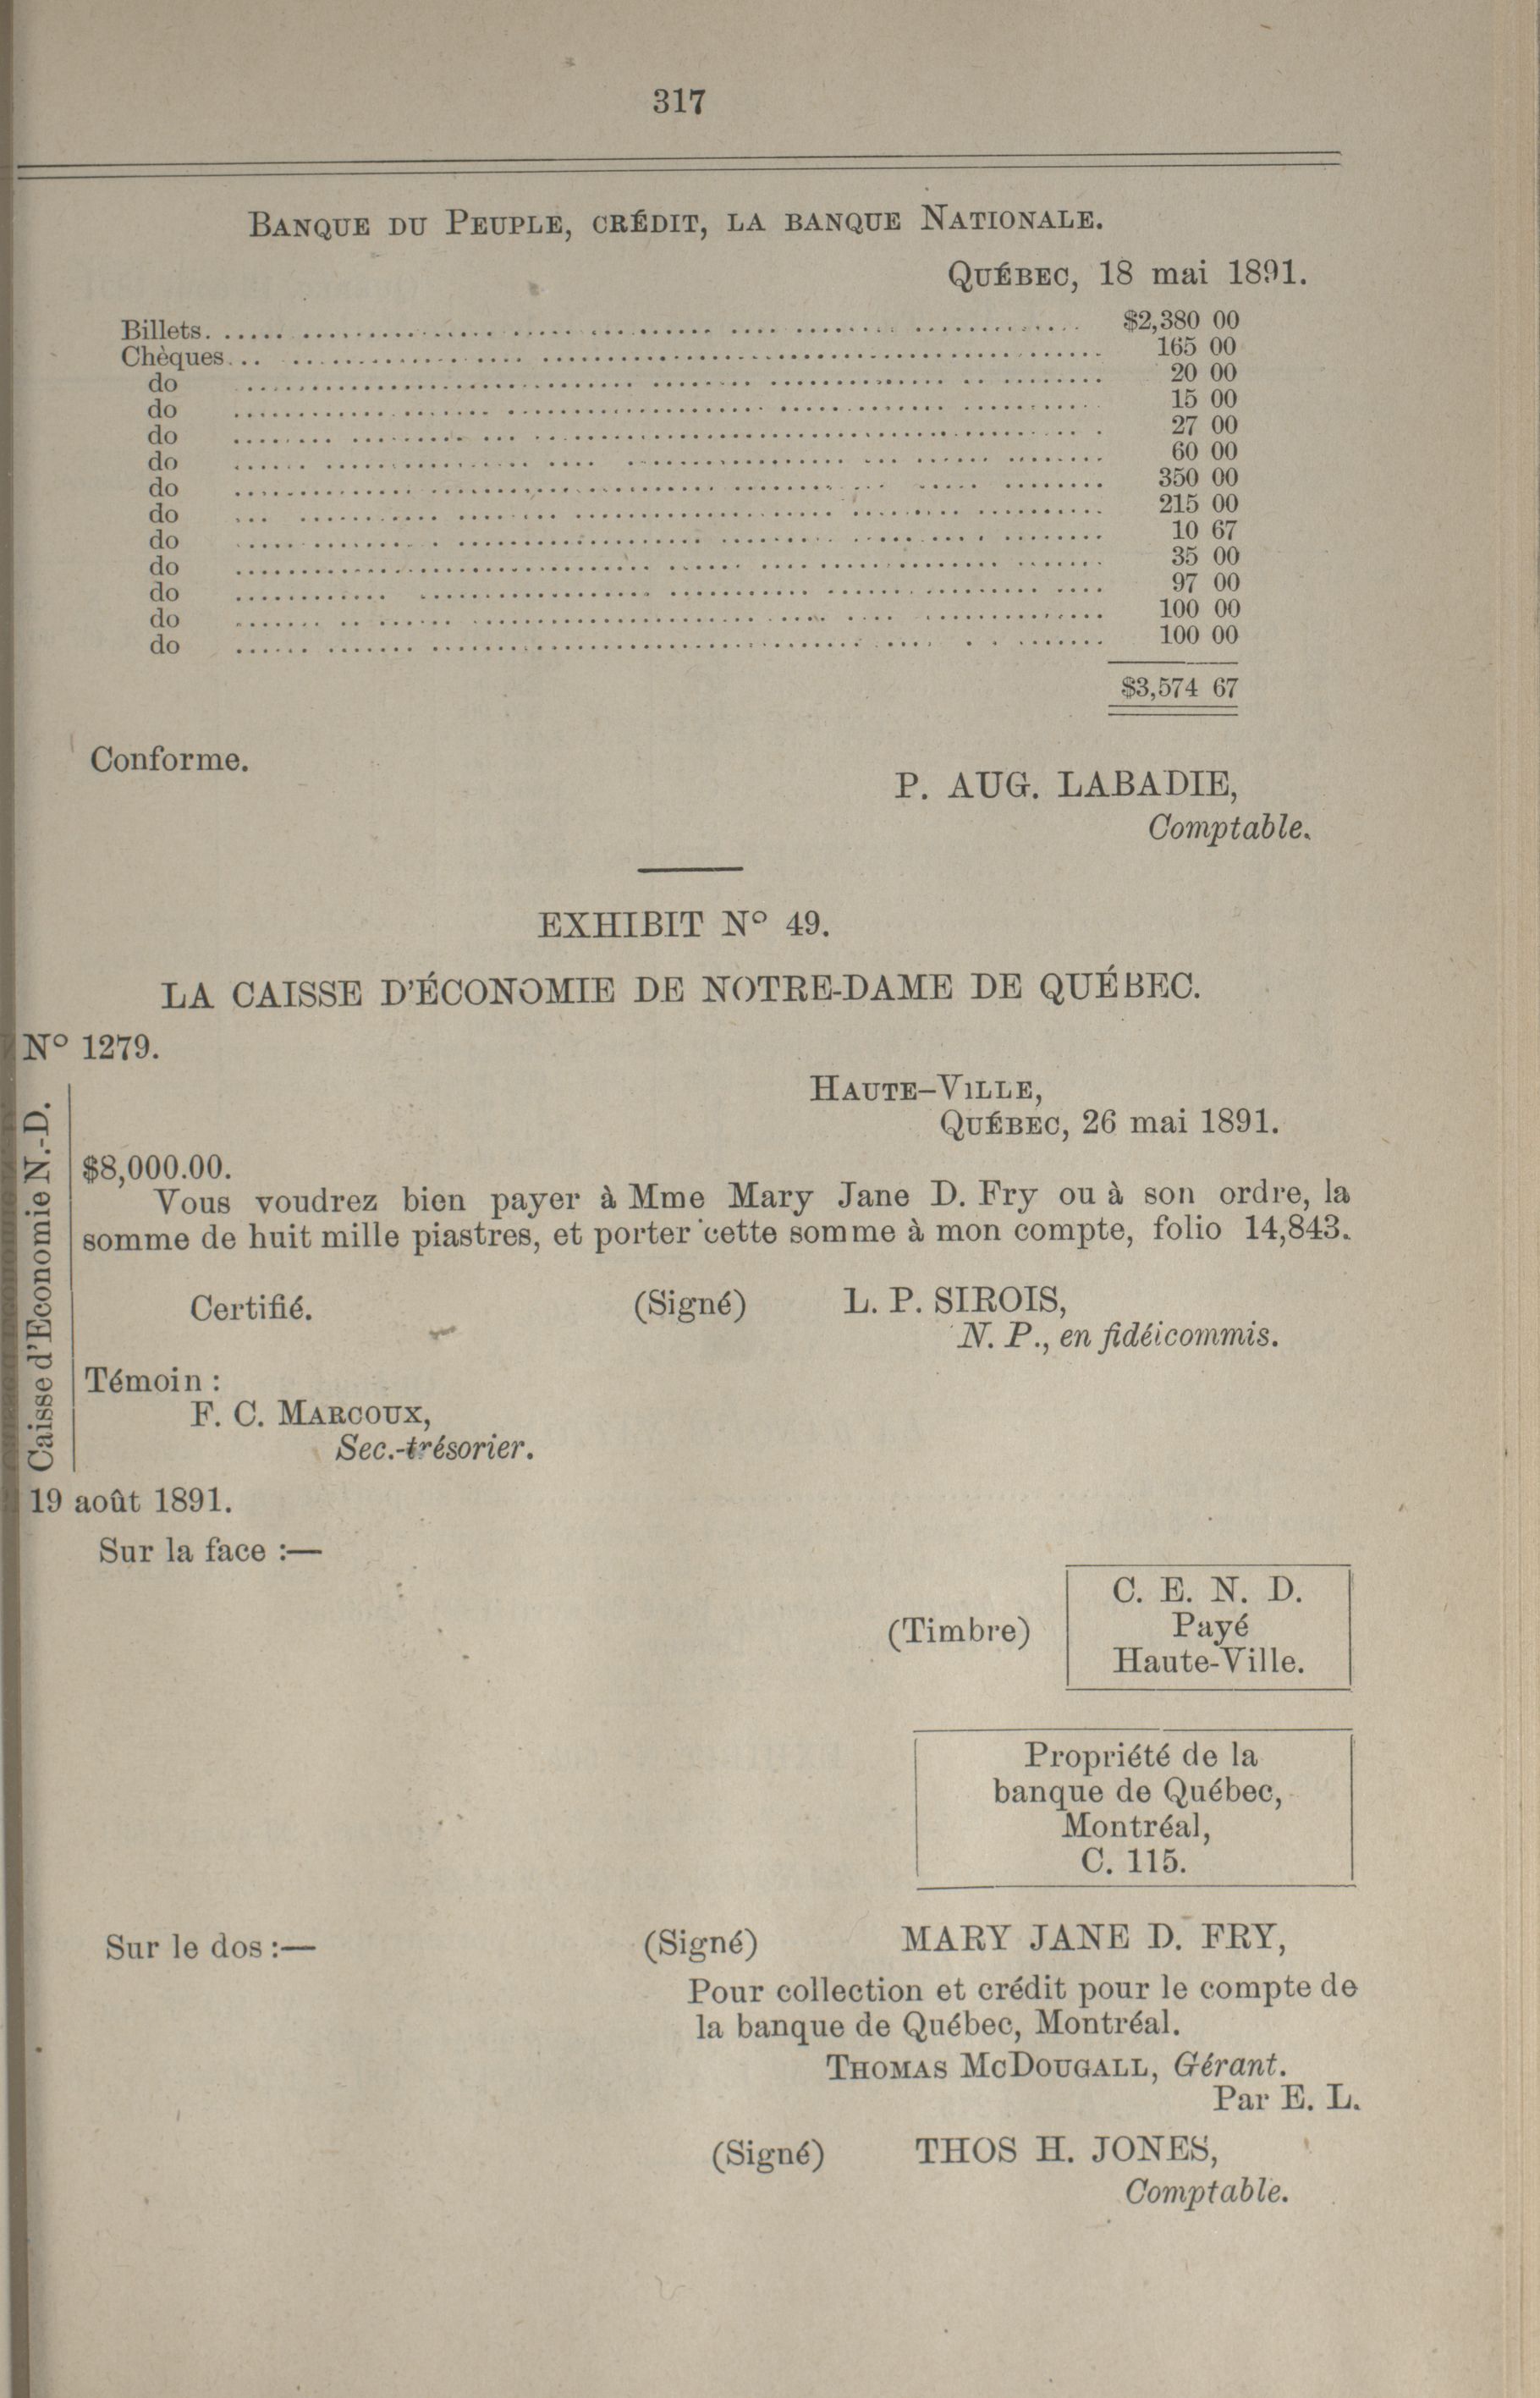 317
BANQUE DU PEUPLE, CRÉDIT, LA BANQUE NATIONALE.
QUÉBEC, 18 mai 1891.
Billets. $2,380 00
Chèques... 165 00
do 20 00
do 15 00
do 27 00
do 60 00
do 350 00
do 215 00
do 10 67
do 35 00
do 97 00
do 100 00
do 100 00
$3,574 67
Conforme.
P. AUG. LABADIE,
Comptable.
EXHIBIT N° 49.
LA CAISSE D'ÉCONOMIE DE NOTRE-DAME DE QUÉBEC.
N° 1279.
HAUTE-VILLE,
QUÉBEC, 26 mai 1891.
Caisse d'Economie N.-D.
$8,000.00.
Vous voudrez bien payer à Mme Mary Jane D. Fry ou à son ordre, la
somme de huit mille piastres, et porter cette somme à mon compte, folio 14,843.
Certifié. (Signé) L. P. SIROIS,
N. P., en fidéicommis.
Témoin :
F. C. MARCOUX,
Sec.-trésorier.
19 août 1891.
Sur la face :—
C. E. N. D.
(Timbre) Payé
Haute-Ville.
Propriété de la
banque de Québec,
Montréal,
C. 115.
Sur le dos :— (Signé) MARY JANE D. FRY,
Pour collection et crédit pour le compte de
la banque de Québec, Montréal.
THOMAS McDOUGALL, Gérant.
Par E. L.
(Signé) THOS H. JONES,
Comptable.